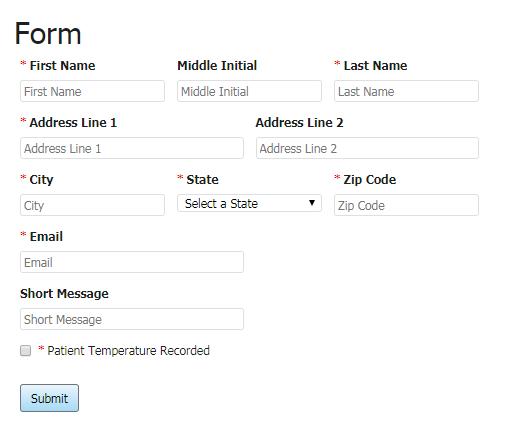 Form
* First Name Middle Initial * Last Name
First Name Middle Initial Last Name
* Address Line 1 Address Line 2
Address Line 1 Address Line 2
* City * State * Zip Code
City Select a State Zip Code
* Email
Email
Short Message
Short Message
* Patient Temperature Recorded
Submit